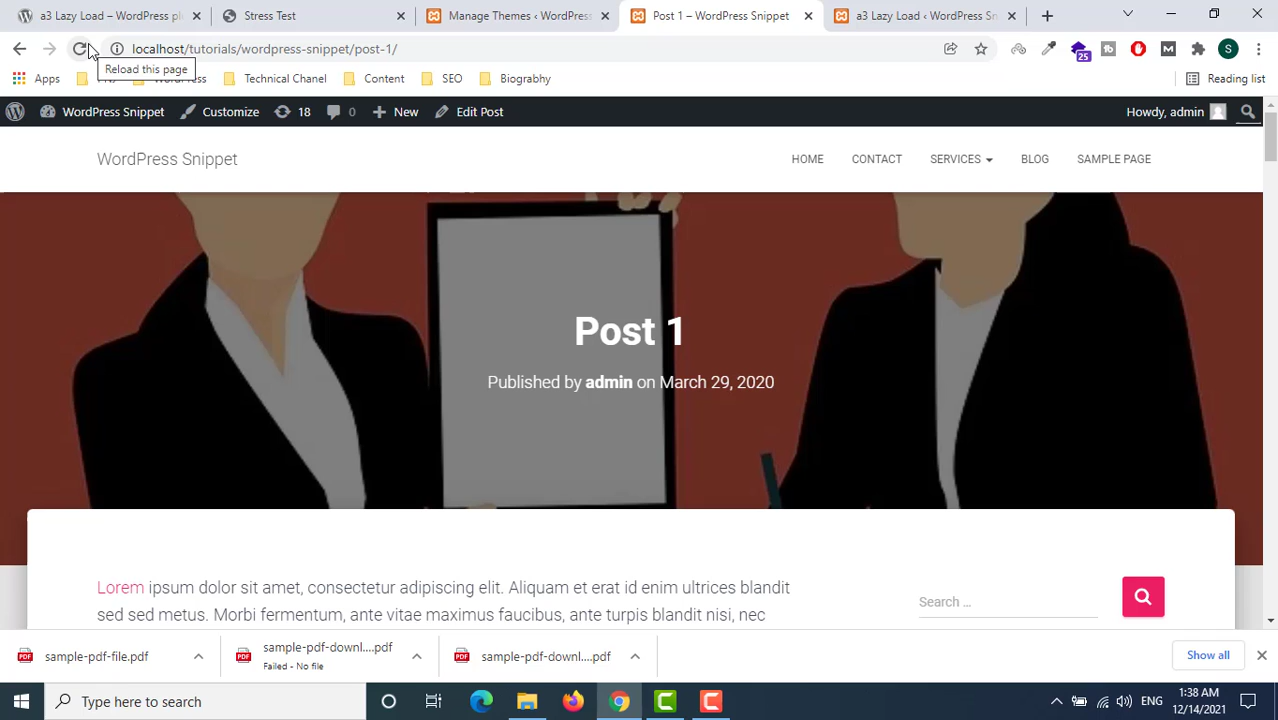 a3 Lazy Load – WordPress pl
Stress Test
Manage Themes ‹ WordPress
Post 1 – WordPress Snippet
a3 Lazy Load ‹ WordPress Sn
localhost/tutorials/wordpress-snippet/post-1/
25
Reload this page
Apps
Technical Chanel
Content
SEO
Biograhby
Reading list
WordPress Snippet
Customize
18
0
New
Edit Post
Howdy, admin
WordPress Snippet
HOME
CONTACT
SERVICES
BLOG
SAMPLE PAGE
Post 1
Published by admin on March 29, 2020
Lorem ipsum dolor sit amet, consectetur adipiscing elit. Aliquam et erat id enim ultrices blandit
sed sed metus. Morbi fermentum, ante vitae maximus faucibus, ante turpis blandit nisi, nec
Search …
sample-pdf-file.pdf
sample-pdf-downl....pdf
Failed - No file
sample-pdf-downl....pdf
Show all
Type here to search
ENG
1:38 AM
12/14/2021